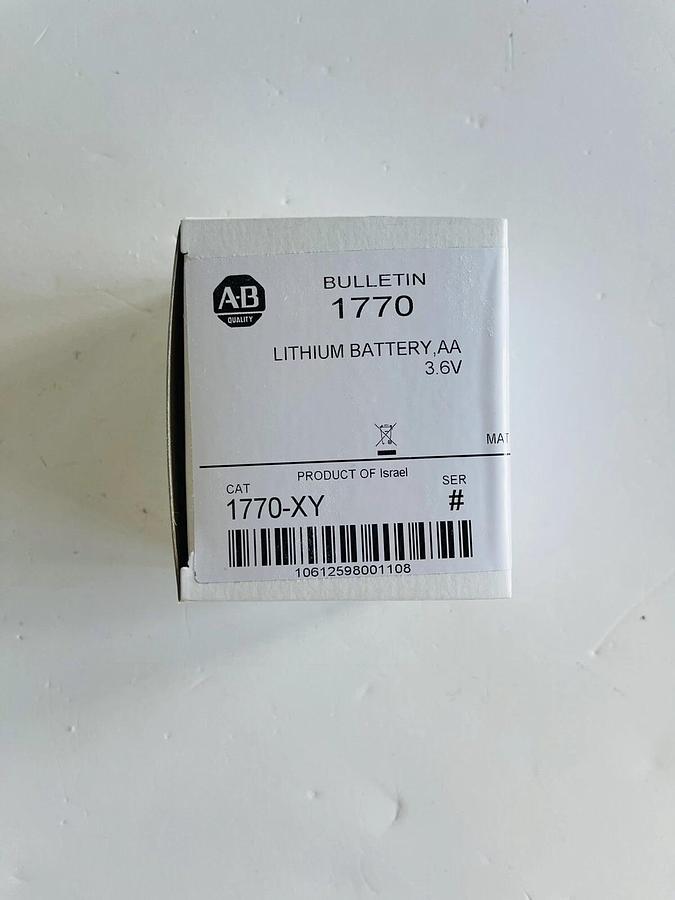 A-B
QUALITY
BULLETIN
1770
LITHIUM BATTERY,AA
3.6V
MAT
PRODUCT OF Israel
CAT
SER
1770-XY
#
10612598001108